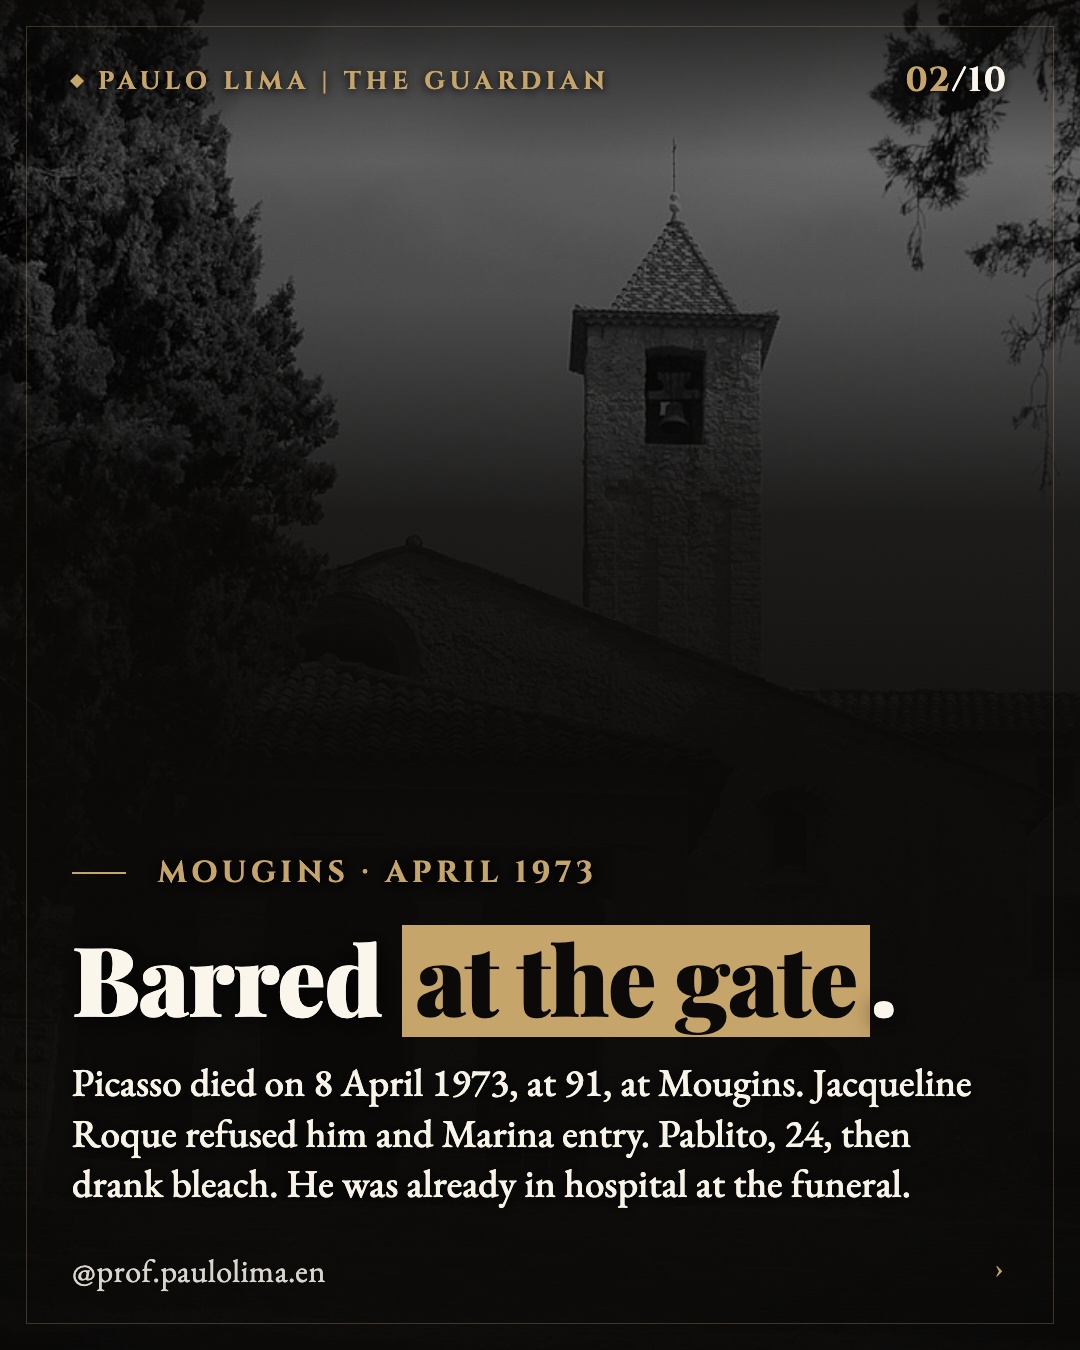 ◆ PAULO LIMA | THE GUARDIAN
02/10
MOUGINS · APRIL 1973
Barred at the gate.
Picasso died on 8 April 1973, at 91, at Mougins. Jacqueline
Roque refused him and Marina entry. Pablito, 24, then
drank bleach. He was already in hospital at the funeral.
@prof.paulolima.en
›